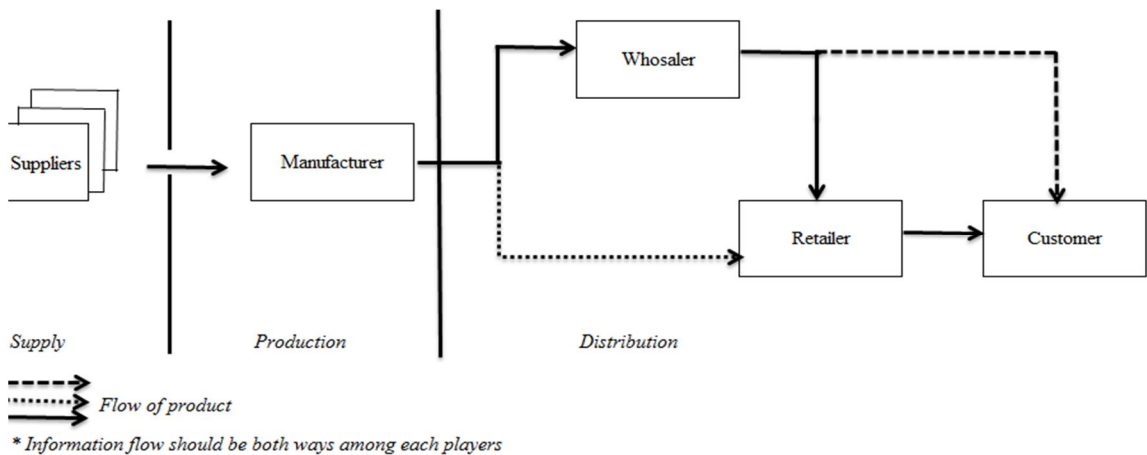 Whosaler
Suppliers
Manufacturer
Retailer
Customer
Supply
Production
Distribution
Flow of product
* Information flow should be both ways among each players